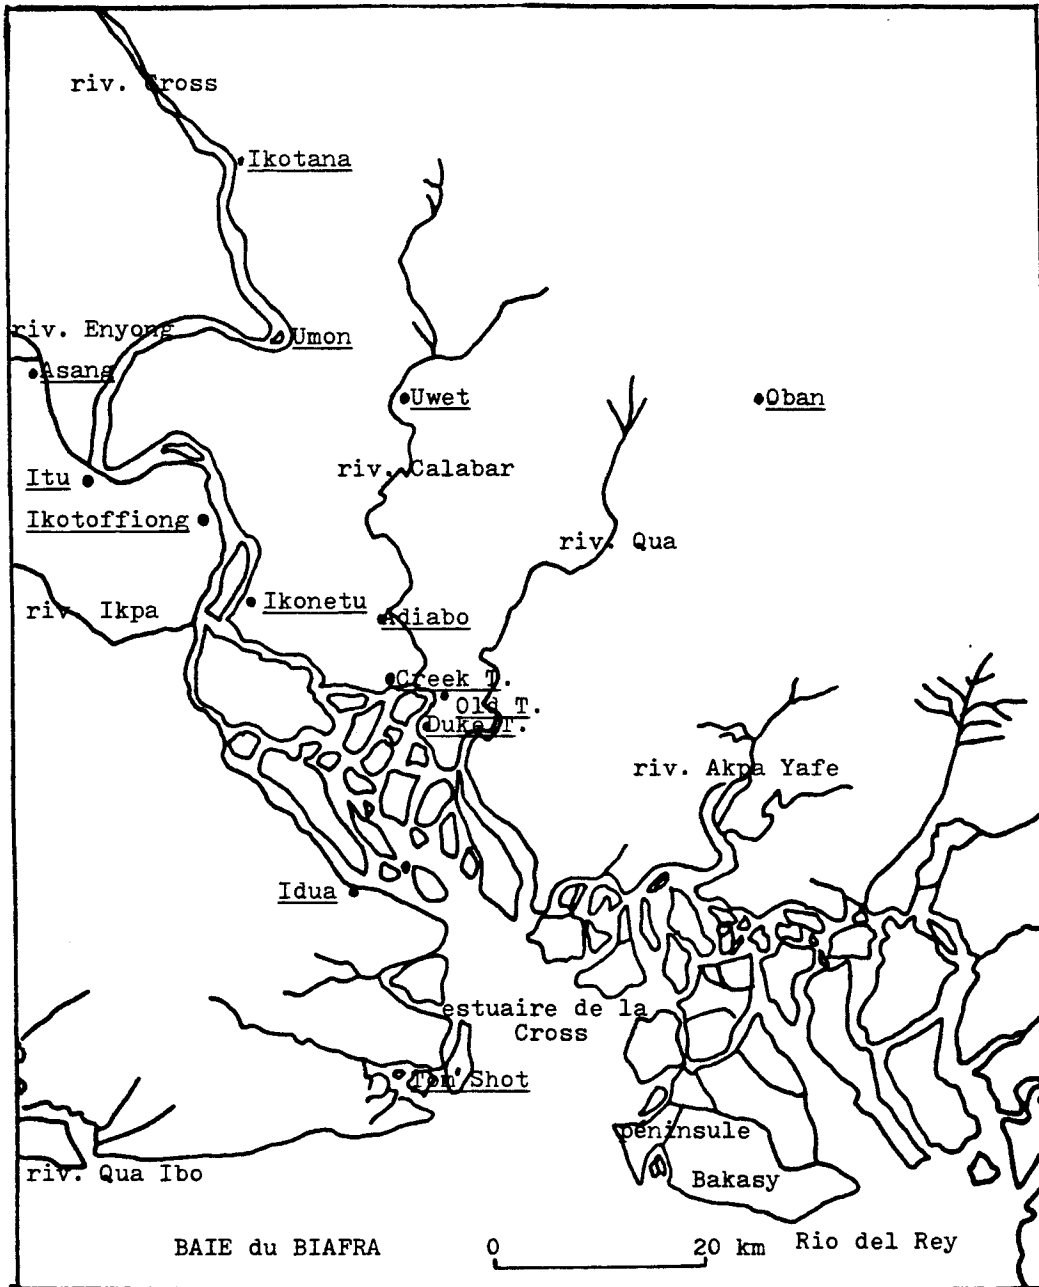 riv. Cross
Ikotana
riv. Enyong
Umon
Asang
Uwet
Oban
riv. Calabar
Itu
Ikotoffiong
riv. Qua
Ikonetu
riv. Ikpa
Adiabo
Creek T.
Old T.
Duke T.
riv. Akpa Yafe
Idua
estuaire de la
Cross
Tom Shot
péninsule
Bakasy
riv. Qua Ibo
BAIE du BIAFRA
0 20 km
Rio del Rey